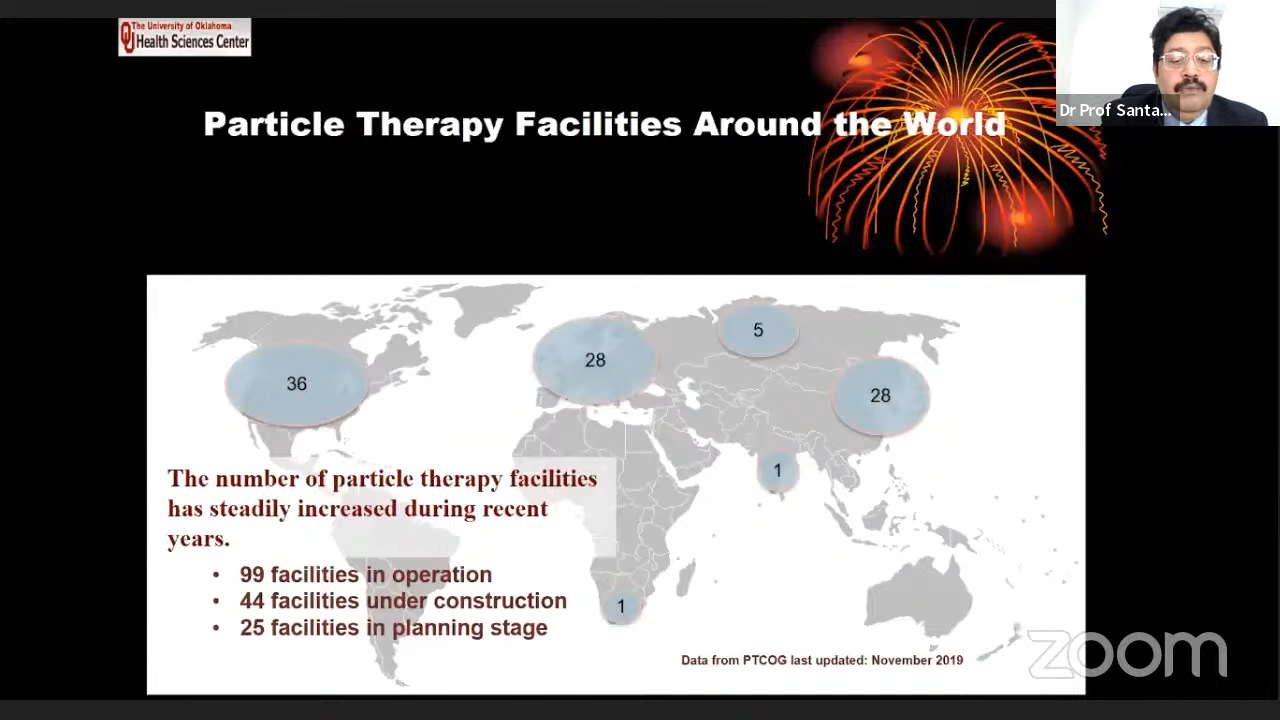 The University of Oklahoma
Health Sciences Center
Dr Prof Santa...
Particle Therapy Facilities Around the World
36
28
5
28
1
1
The number of particle therapy facilities
has steadily increased during recent
years.
• 99 facilities in operation
• 44 facilities under construction
• 25 facilities in planning stage
Data from PTCOG last updated: November 2019
zoom